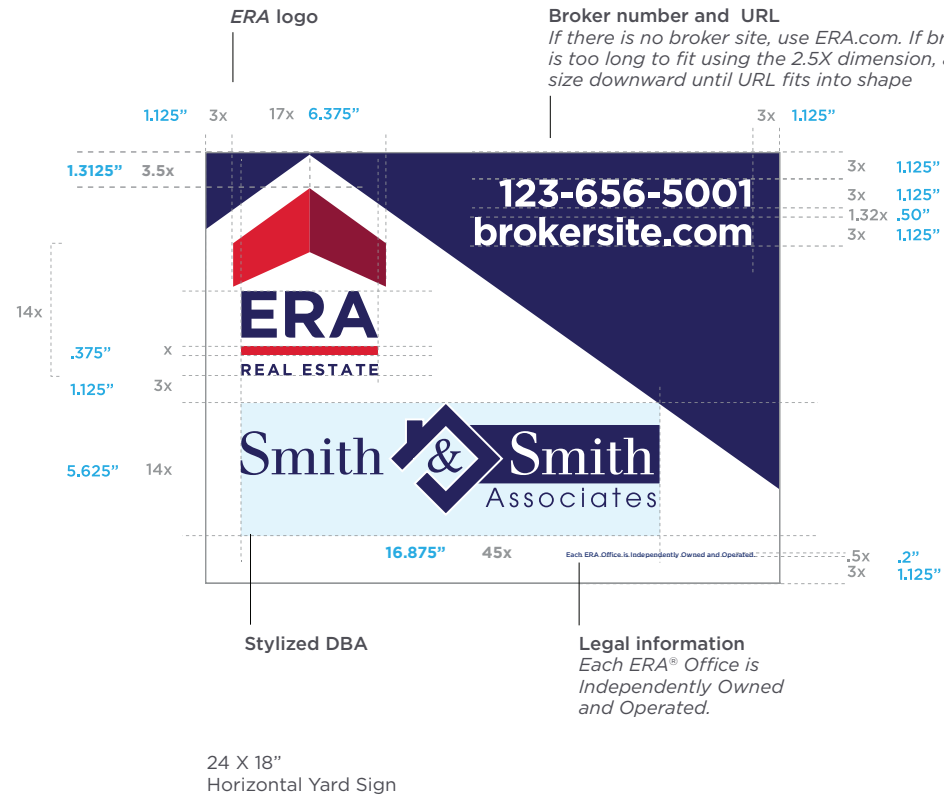 ERA logo
Broker number and URL
If there is no broker site, use ERA.com. If br
is too long to fit using the 2.5X dimension,
size downward until URL fits into shape
1.125” 3x 17x 6.375” 3x 1.125”
1.3125” 3.5x
3x 1.125”
123-656-5001
3x 1.125”
1.32x .50”
brokersite.com
3x 1.125”
14x
ERA
.375” x
REAL ESTATE
1.125” 3x
5.625” 14x
Smith & Smith
Associates
16.875” 45x
Each ERA Office is Independently Owned and Operated.
.5x .2”
3x 1.125”
Stylized DBA
Legal information
Each ERA® Office is
Independently Owned
and Operated.
24 X 18”
Horizontal Yard Sign